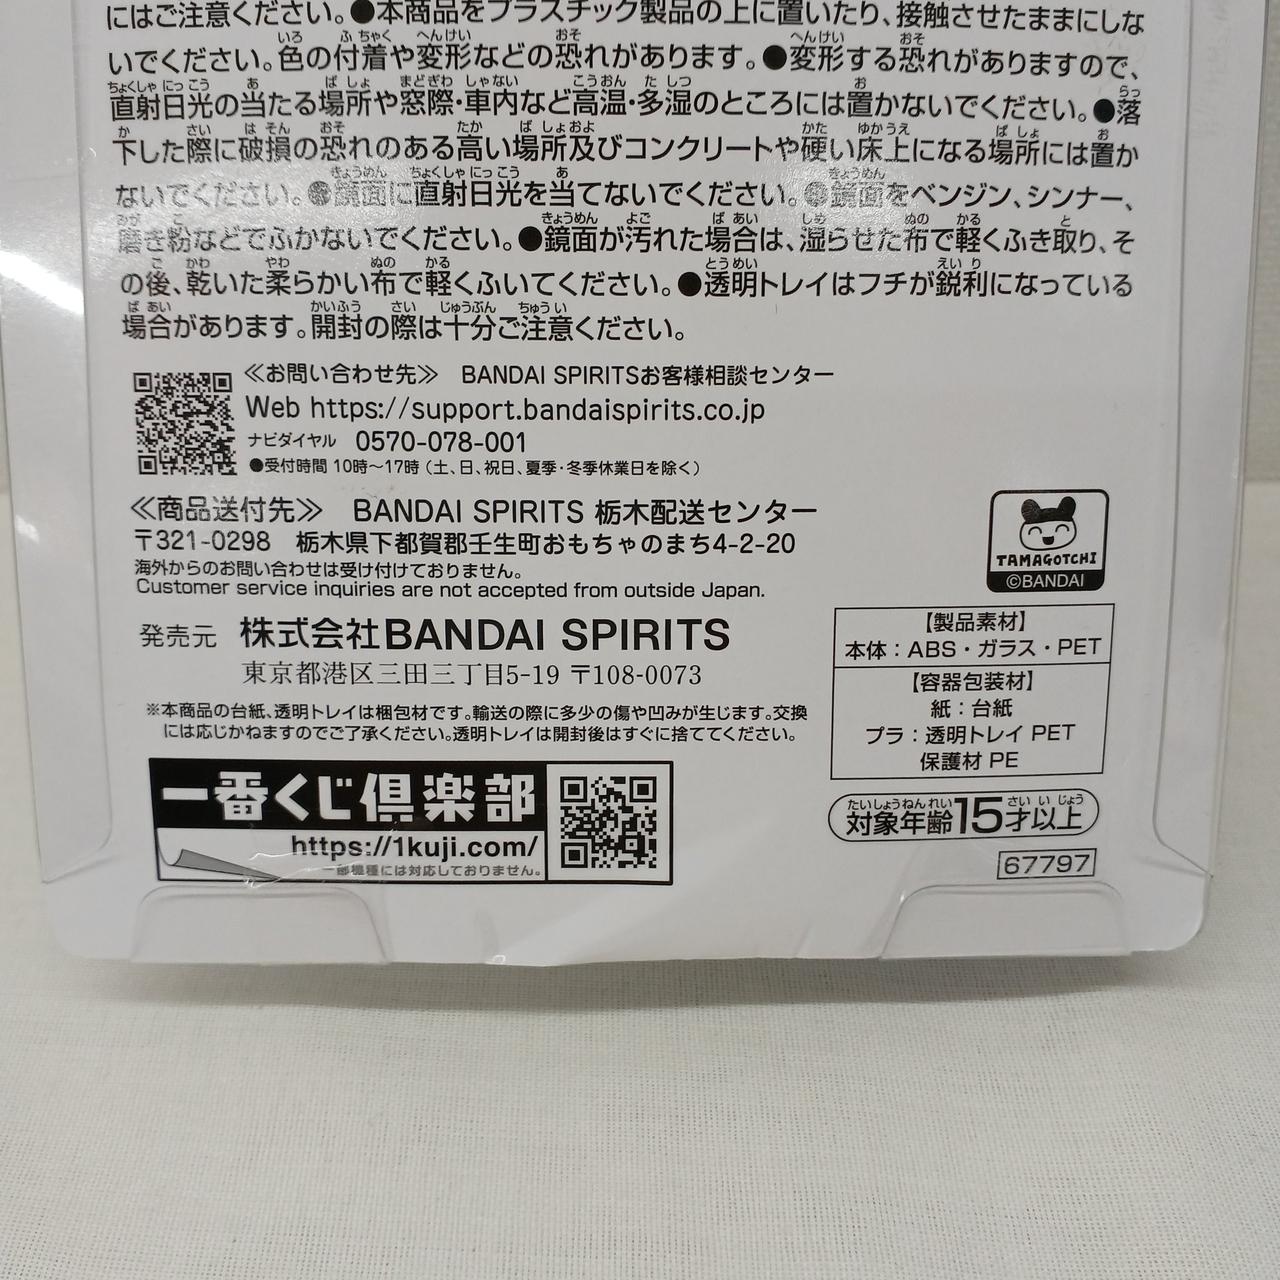 にはご注意ください。●本商品をプラスチック製品の上に置いたり、接触させたままにしな
いでください。色の付着や変形などの恐れがあります。●変形する恐れがありますので、
直射日光の当たる場所や窓際・車内など高温・多湿のところには置かないでください。●落
下した際に破損の恐れのある高い場所及びコンクリートや硬い床上になる場所には置か
ないでください。●鏡面に直射日光を当てないでください。●鏡面をベンジン、シンナー、
磨き粉などでふかないでください。●鏡面が汚れた場合は、湿らせた布で軽くふき取り、そ
の後、乾いた柔らかい布で軽くふいてください。●透明トレイはフチが鋭利になっている
場合があります。開封の際は十分ご注意ください。
≪お問い合わせ先≫ BANDAI SPIRITSお客様相談センター
Web https://support.bandaispirits.co.jp
ナビダイヤル 0570-078-001
●受付時間 10時～17時（土、日、祝日、夏季・冬季休業日を除く）
≪商品送付先≫ BANDAI SPIRITS 栃木配送センター
〒321-0298 栃木県下都賀郡壬生町おもちゃのまち4-2-20
海外からのお問い合わせは受け付けておりません。
Customer service inquiries are not accepted from outside Japan.
TAMAGOTCHI
©BANDAI
発売元 株式会社BANDAI SPIRITS
東京都港区三田三丁目5-19 〒108-0073
※本商品の台紙、透明トレイは梱包材です。輸送の際に多少の傷や凹みが生じます。交換
には応じかねますのでご了承ください。透明トレイは開封後はすぐに捨ててください。
【製品素材】
本体：ABS・ガラス・PET
【容器包装材】
紙：台紙
プラ：透明トレイ PET
保護材 PE
一番くじ倶楽部
https://1kuji.com/
一部機種には対応しておりません。
対象年齢15才以上
67797